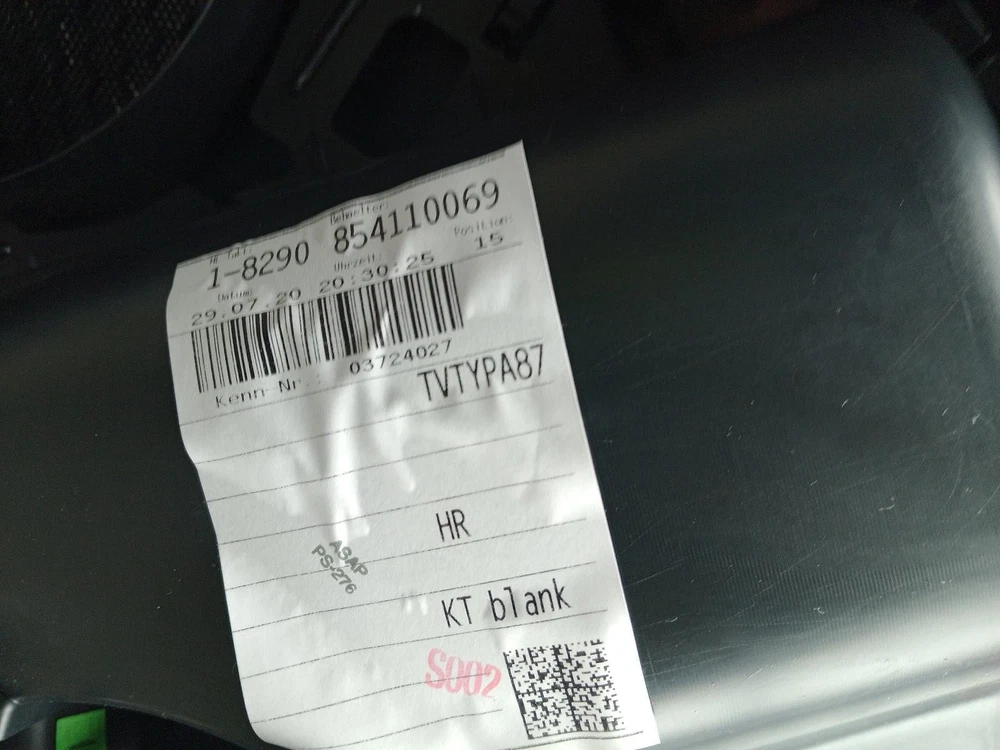 Behaelter:
1-8290 854110069
Datum: Uhrzeit: Position:
29.07.20 20:30:25 15
03724027
Kenn-Nr.:
TVTYPA87
HR
ASAP
PS-276
KT blank
S002